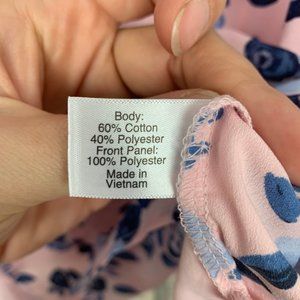 Body:
60% Cotton
40% Polyester
Front Panel:
100% Polyester
Made in
Vietnam